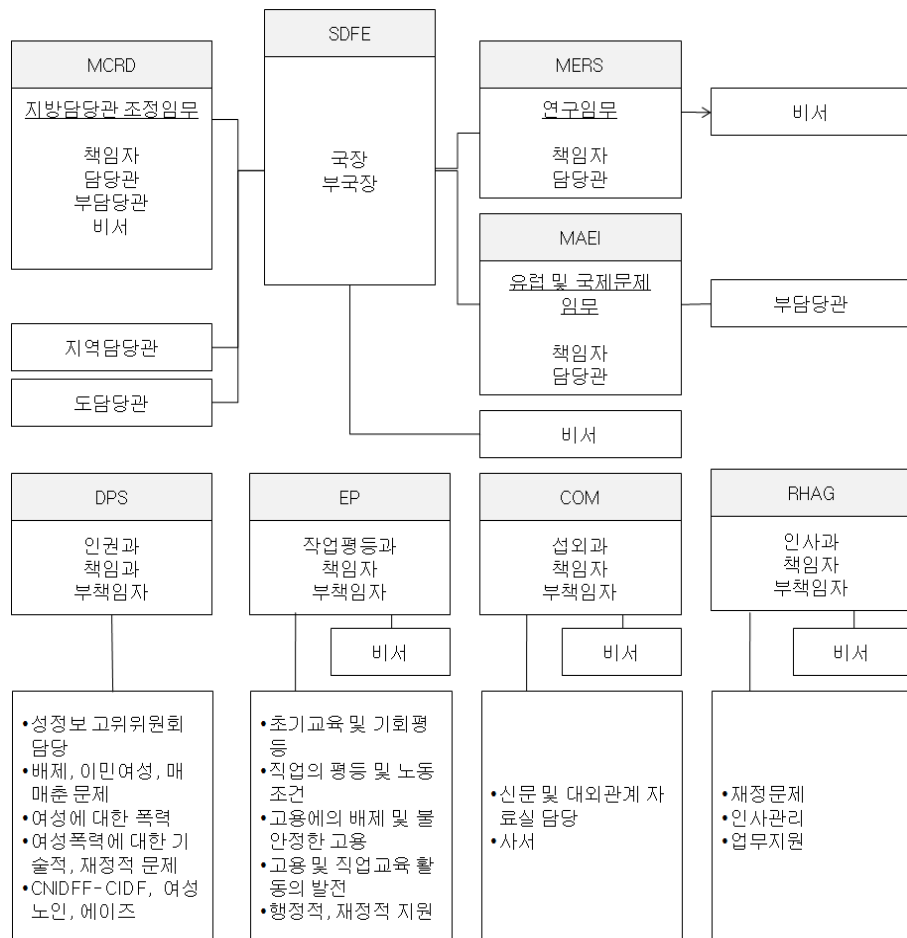 MCRD
지방담당관 조정임무
책임자
담당관
부담당관
비서
지역담당관
도담당관
SDFE
국장
부국장
MERS
연구임무
책임자
담당관
비서
MAEI
유럽 및 국제문제
임무
책임자
담당관
부담당관
비서
DPS
인권과
책임과
부책임자
•성정보 고위위원회
담당
•배제, 이민여성, 매
매춘 문제
•여성에 대한 폭력
•여성폭력에 대한 기
술적, 재정적 문제
•CNIDFF-CIDF, 여성
노인, 에이즈
EP
작업평등과
책임자
부책임자
비서
•초기교육 및 기회평
등
•직업의 평등 및 노동
조건
•고용에의 배제 및 불
안정한 고용
•고용 및 직업교육 활
동의 발전
•행정적, 재정적 지원
COM
섭외과
책임자
부책임자
비서
•신문 및 대외관계 자
료실 담당
•사서
RHAG
인사과
책임자
부책임자
비서
•재정문제
•인사관리
•업무지원